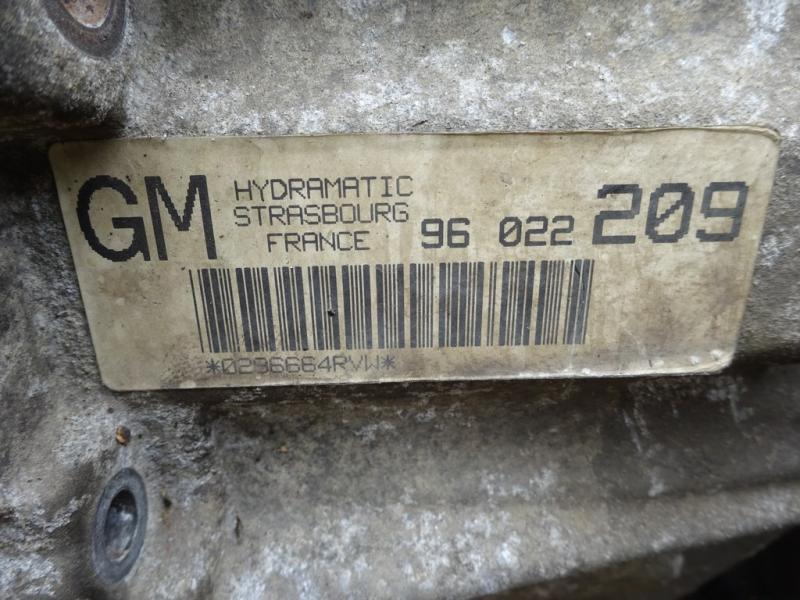 GM HYDRAMATIC
STRASBOURG
FRANCE 96 022 209
*0296664RVW*